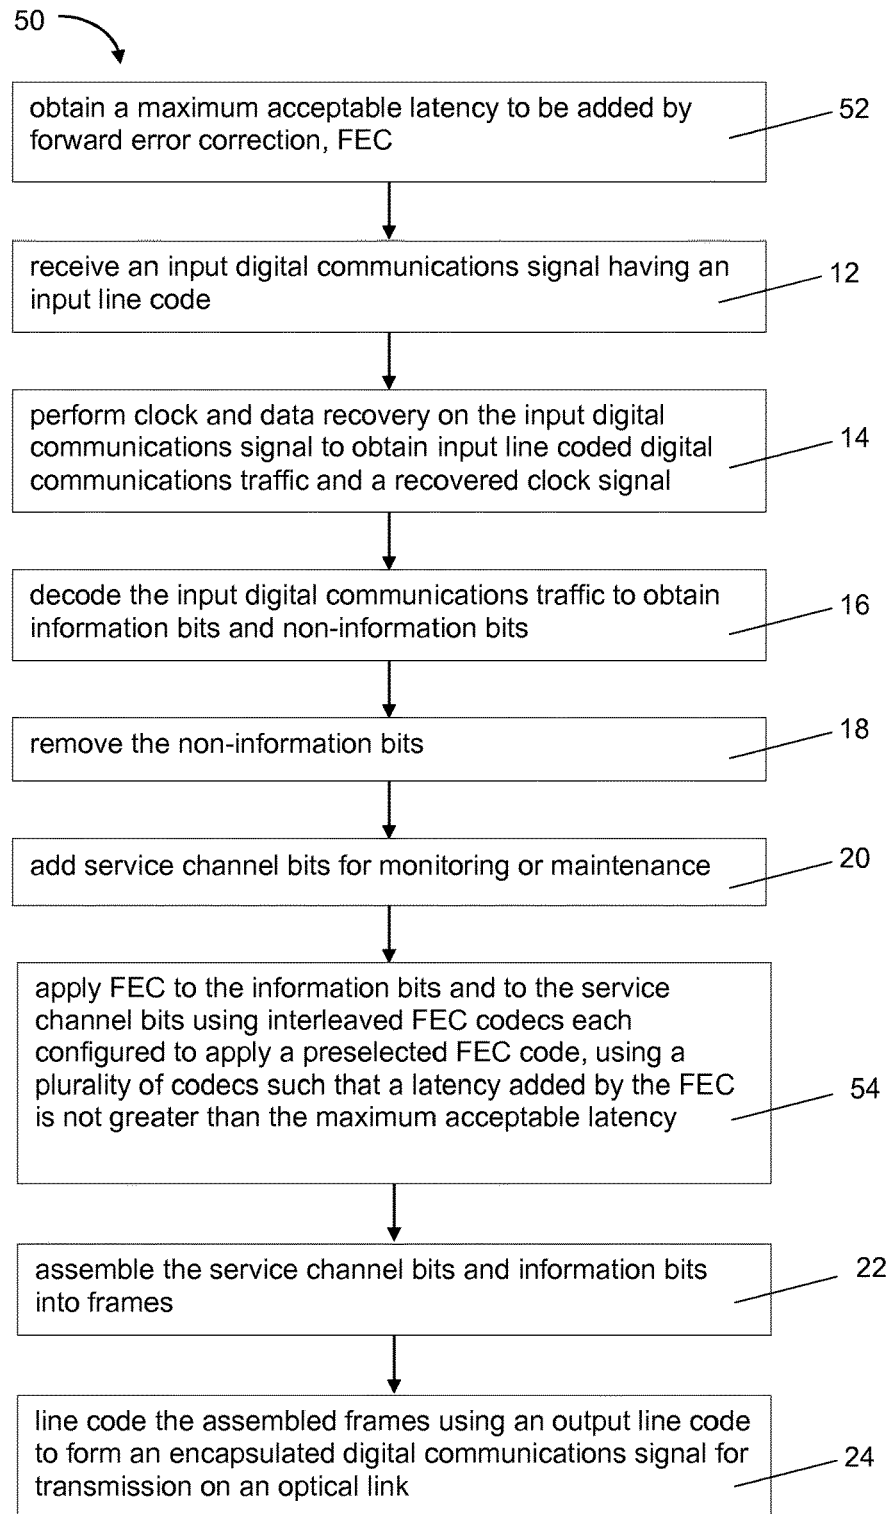 50
obtain a maximum acceptable latency to be added by
forward error correction, FEC
52
receive an input digital communications signal having an
input line code
12
perform clock and data recovery on the input digital
communications signal to obtain input line coded digital
communications traffic and a recovered clock signal
14
decode the input digital communications traffic to obtain
information bits and non-information bits
16
remove the non-information bits
18
add service channel bits for monitoring or maintenance
20
apply FEC to the information bits and to the service
channel bits using interleaved FEC codecs each
configured to apply a preselected FEC code, using a
plurality of codecs such that a latency added by the FEC
is not greater than the maximum acceptable latency
54
assemble the service channel bits and information bits
into frames
22
line code the assembled frames using an output line code
to form an encapsulated digital communications signal for
transmission on an optical link
24